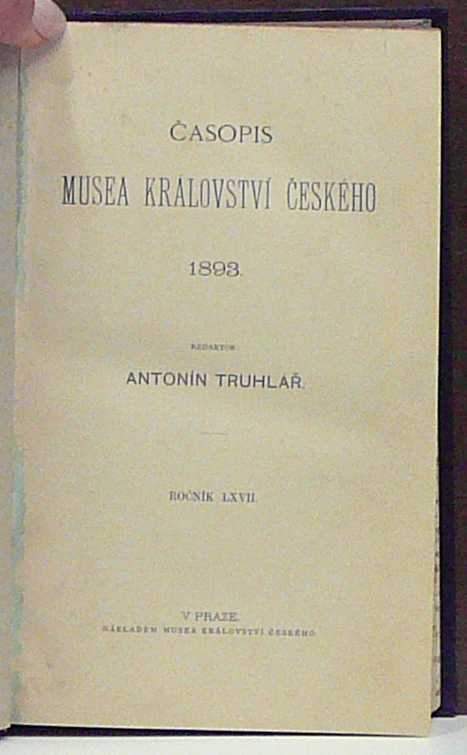 ČASOPIS
MUSEA KRÁLOVSTVÍ ČESKÉHO
1893.
REDAKTOR
ANTONÍN TRUHLÁŘ.
ROČNÍK LXVII.
V PRAZE.
NÁKLADEM MUSEA KRÁLOVSTVÍ ČESKÉHO.